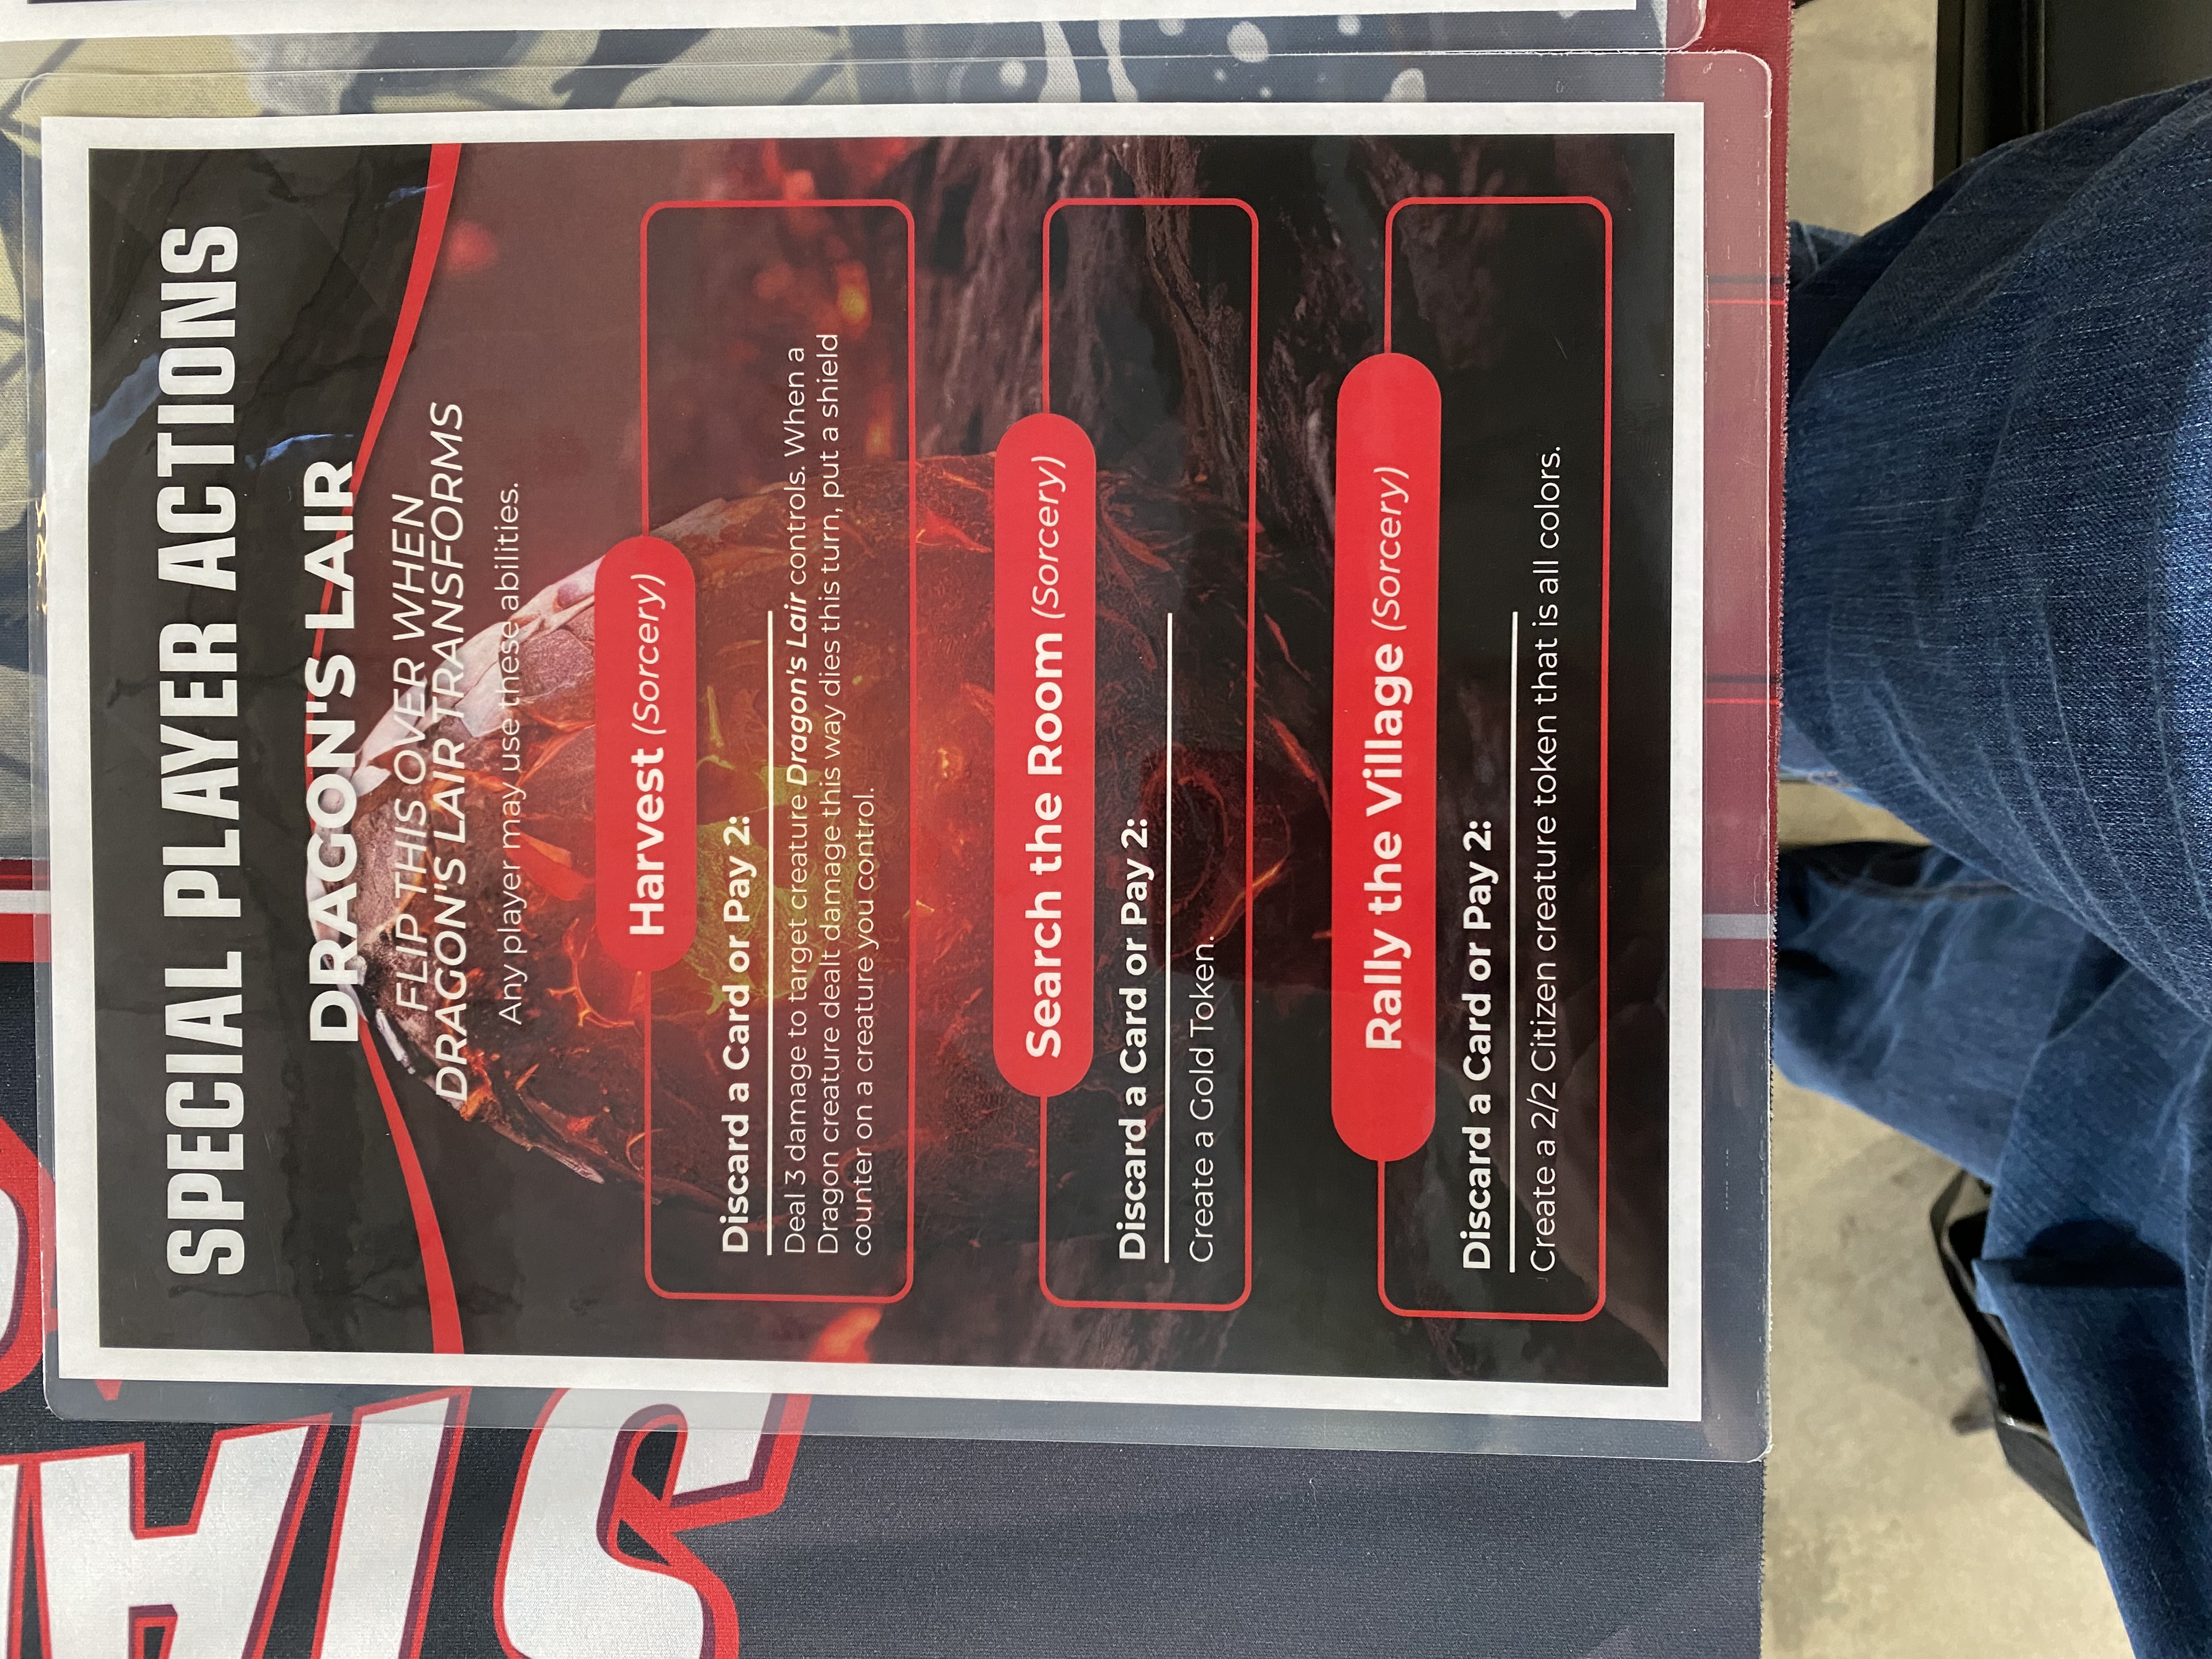 SPECIAL PLAYER ACTIONS
DRAGON'S LAIR
FLIP THIS OVER WHEN
DRAGON'S LAIR TRANSFORMS
Any player may use these abilities.
Harvest (Sorcery)
Discard a Card or Pay 2:
Deal 3 damage to target creature Dragon's Lair controls. When a
Dragon creature dealt damage this way dies this turn, put a shield
counter on a creature you control.
Search the Room (Sorcery)
Discard a Card or Pay 2:
Create a Gold Token.
Rally the Village (Sorcery)
Discard a Card or Pay 2:
Create a 2/2 Citizen creature token that is all colors.